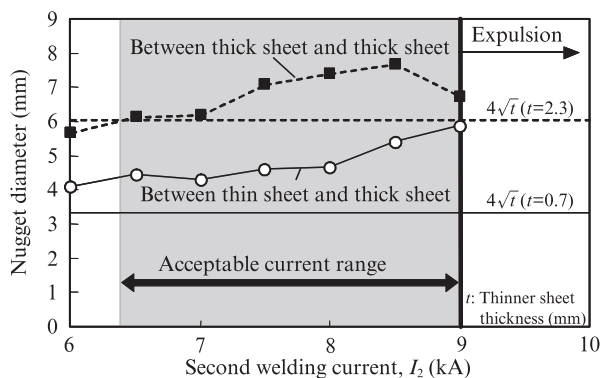 9
8
7
6
5
4
3
2
1
0
Nugget diameter (mm)
Between thick sheet and thick sheet
Expulsion
4√t (t=2.3)
Between thin sheet and thick sheet
4√t (t=0.7)
Acceptable current range
t: Thinner sheet
thickness (mm)
6 7 8 9 10
Second welding current, I₂ (kA)